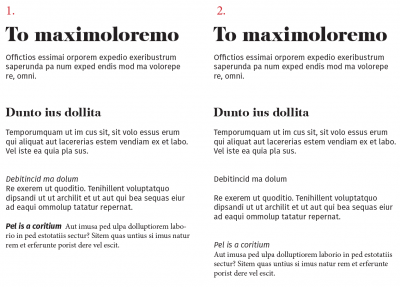 1.
To maximoloremo
Offictios essimai orporem expedio exeribustrum
saperunda pa num exped endis mod ma volorepe
re, omni.
Dunto ius dollita
Temporumquam ut im cus sit, sit volo essus erum
qui aliquat aut lacererias estem vendiam ex et labo.
Vel iste ea quia pla sus.
Debitincid ma dolum
Re exerem ut quoditio. Tenihillent voluptatquo
dipsandi ut ut archilit et ut aut qui bea sequas eiur
ad eaqui ommolup tatatur repernat.
Pel is a coritium Aut imusa ped ulpa dolluptiorem labo-
rio in ped estotatiis sectur? Sitem quas untius si imus natur
rem et erferunte porist dere vel escit.
2.
To maximoloremo
Offictios essimai orporem expedio exeribustrum
saperunda pa num exped endis mod ma volorepe
re, omni.
Dunto ius dollita
Temporumquam ut im cus sit, sit volo essus erum
qui aliquat aut lacererias estem vendiam ex et labo.
Vel iste ea quia pla sus.
Debitincid ma dolum
Re exerem ut quoditio. Tenihillent voluptatquo
dipsandi ut ut archilit et ut aut qui bea sequas eiur
ad eaqui ommolup tatatur repernat.
Pel is a coritium
Aut imusa ped ulpa dolluptiorem laborio in ped estotatiis
sectur? Sitem quas untius si imus natur rem et erferunte
porist dere vel escit.